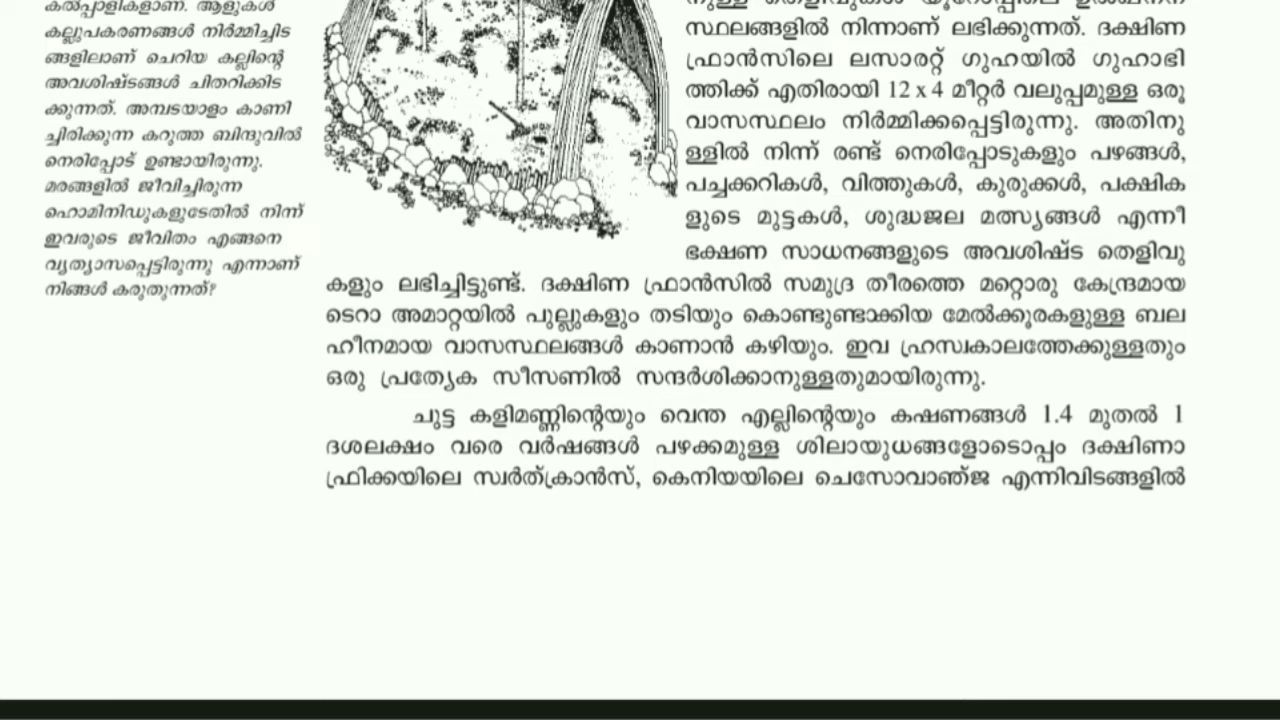 കൽപ്പാളികളാണ്. ആളുകൾ
കല്ലുപകരണങ്ങൾ നിർമ്മിച്ചിട
ങ്ങളിലാണ് ചെറിയ കല്ലിന്റെ
അവശിഷ്ടങ്ങൾ ചിതറിക്കിട
ക്കുന്നത്. അമ്പടയാളം കാണി
ച്ചിരിക്കുന്ന കറുത്ത ബിന്ദുവിൽ
നെരിപ്പോട് ഉണ്ടായിരുന്നു.
മരങ്ങളിൽ ജീവിച്ചിരുന്ന
ഹൊമിനിഡുകളുടേതിൽ നിന്ന്
ഇവരുടെ ജീവിതം എങ്ങനെ
വ്യത്യാസപ്പെട്ടിരുന്നു എന്നാണ്
നിങ്ങൾ കരുതുന്നത്?
സ്ഥലങ്ങളിൽ നിന്നാണ് ലഭിക്കുന്നത്. ദക്ഷിണ
ഫ്രാൻസിലെ ലസാരറ്റ് ഗുഹയിൽ ഗുഹാഭി
ത്തിക്ക് എതിരായി 12 x 4 മീറ്റർ വലുപ്പമുള്ള ഒരു
വാസസ്ഥലം നിർമ്മിക്കപ്പെട്ടിരുന്നു. അതിനു
ള്ളിൽ നിന്ന് രണ്ട് നെരിപ്പോടുകളും പഴങ്ങൾ,
പച്ചക്കറികൾ, വിത്തുകൾ, കുരുക്കൾ, പക്ഷിക
ളുടെ മുട്ടകൾ, ശുദ്ധജല മത്സ്യങ്ങൾ എന്നീ
ഭക്ഷണ സാധനങ്ങളുടെ അവശിഷ്ട തെളിവു
കളും ലഭിച്ചിട്ടുണ്ട്. ദക്ഷിണ ഫ്രാൻസിൽ സമുദ്ര തീരത്തെ മറ്റൊരു കേന്ദ്രമായ
ടെറാ അമാറ്റയിൽ പുല്ലുകളും തടിയും കൊണ്ടുണ്ടാക്കിയ മേൽക്കൂരകളുള്ള ബല
ഹീനമായ വാസസ്ഥലങ്ങൾ കാണാൻ കഴിയും. ഇവ ഹ്രസ്വകാലത്തേക്കുള്ളതും
ഒരു പ്രത്യേക സീസണിൽ സന്ദർശിക്കാനുള്ളതുമായിരുന്നു.
ചുട്ട കളിമണ്ണിന്റെയും വെന്ത എല്ലിന്റെയും കഷണങ്ങൾ 1.4 മുതൽ 1
ദശലക്ഷം വരെ വർഷങ്ങൾ പഴക്കമുള്ള ശിലായുധങ്ങളോടൊപ്പം ദക്ഷിണാ
ഫ്രിക്കയിലെ സ്വർത്ക്രാൻസ്, കെനിയയിലെ ചെസോവാഞ്ജ എന്നിവിടങ്ങളിൽ